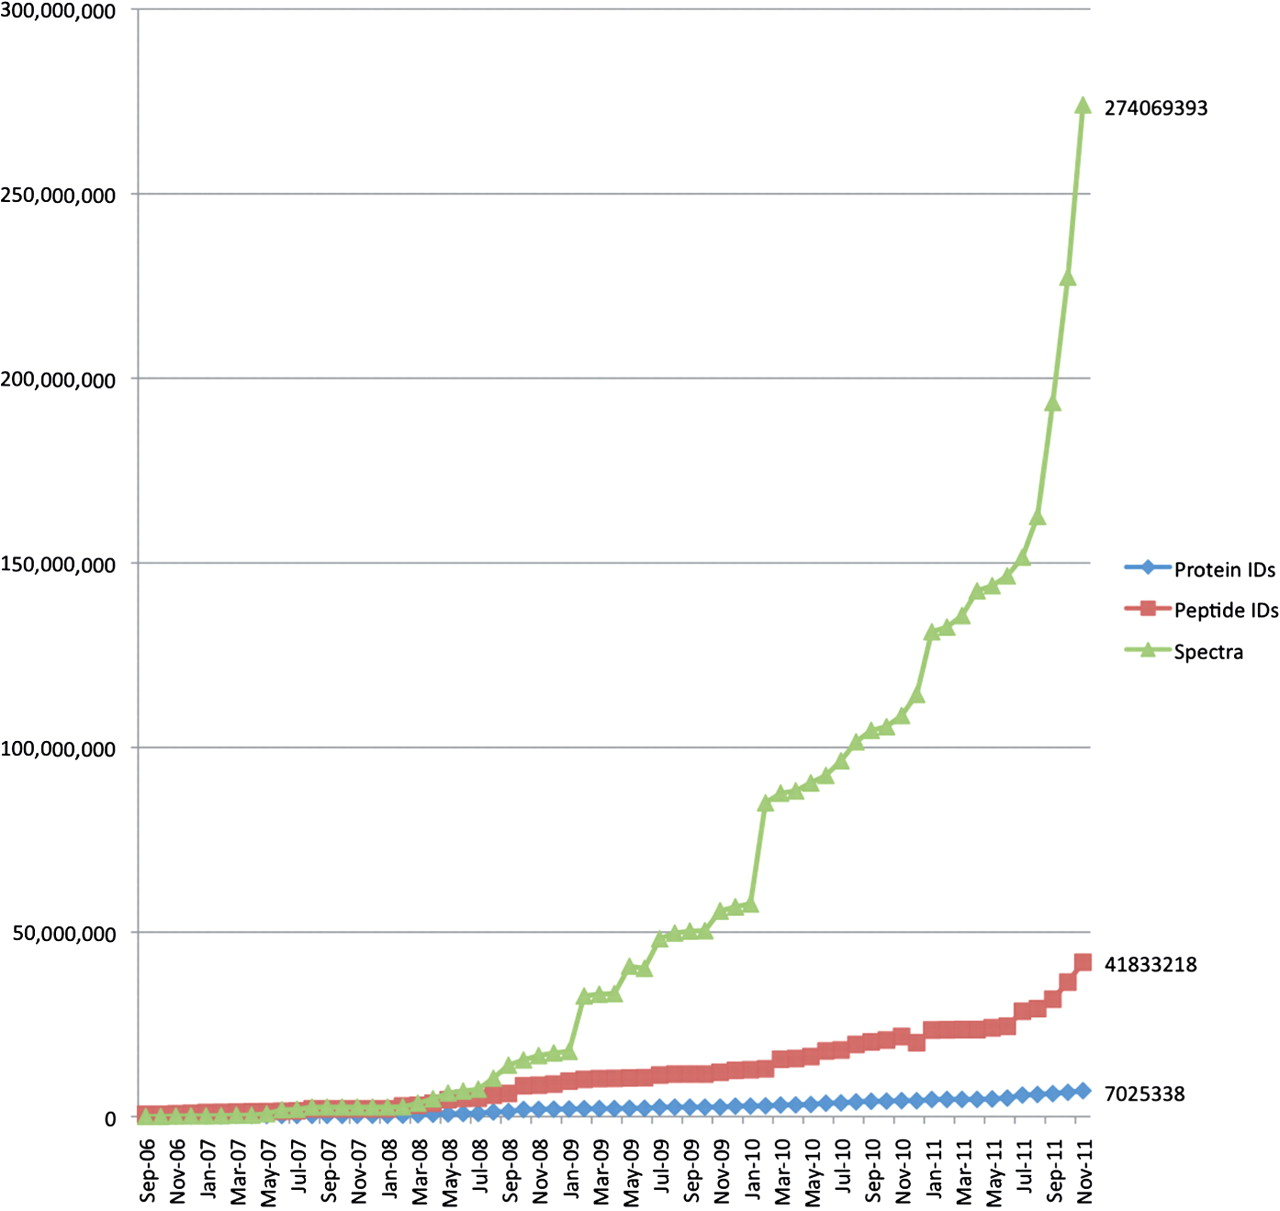 300,000,000
250,000,000
200,000,000
150,000,000
100,000,000
50,000,000
0
274069393
41833218
7025338
Protein IDs
Peptide IDs
Spectra
Sep-06
Nov-06
Jan-07
Mar-07
May-07
Jul-07
Sep-07
Nov-07
Jan-08
Mar-08
May-08
Jul-08
Sep-08
Nov-08
Jan-09
Mar-09
May-09
Jul-09
Sep-09
Nov-09
Jan-10
Mar-10
May-10
Jul-10
Sep-10
Nov-10
Jan-11
Mar-11
May-11
Jul-11
Sep-11
Nov-11